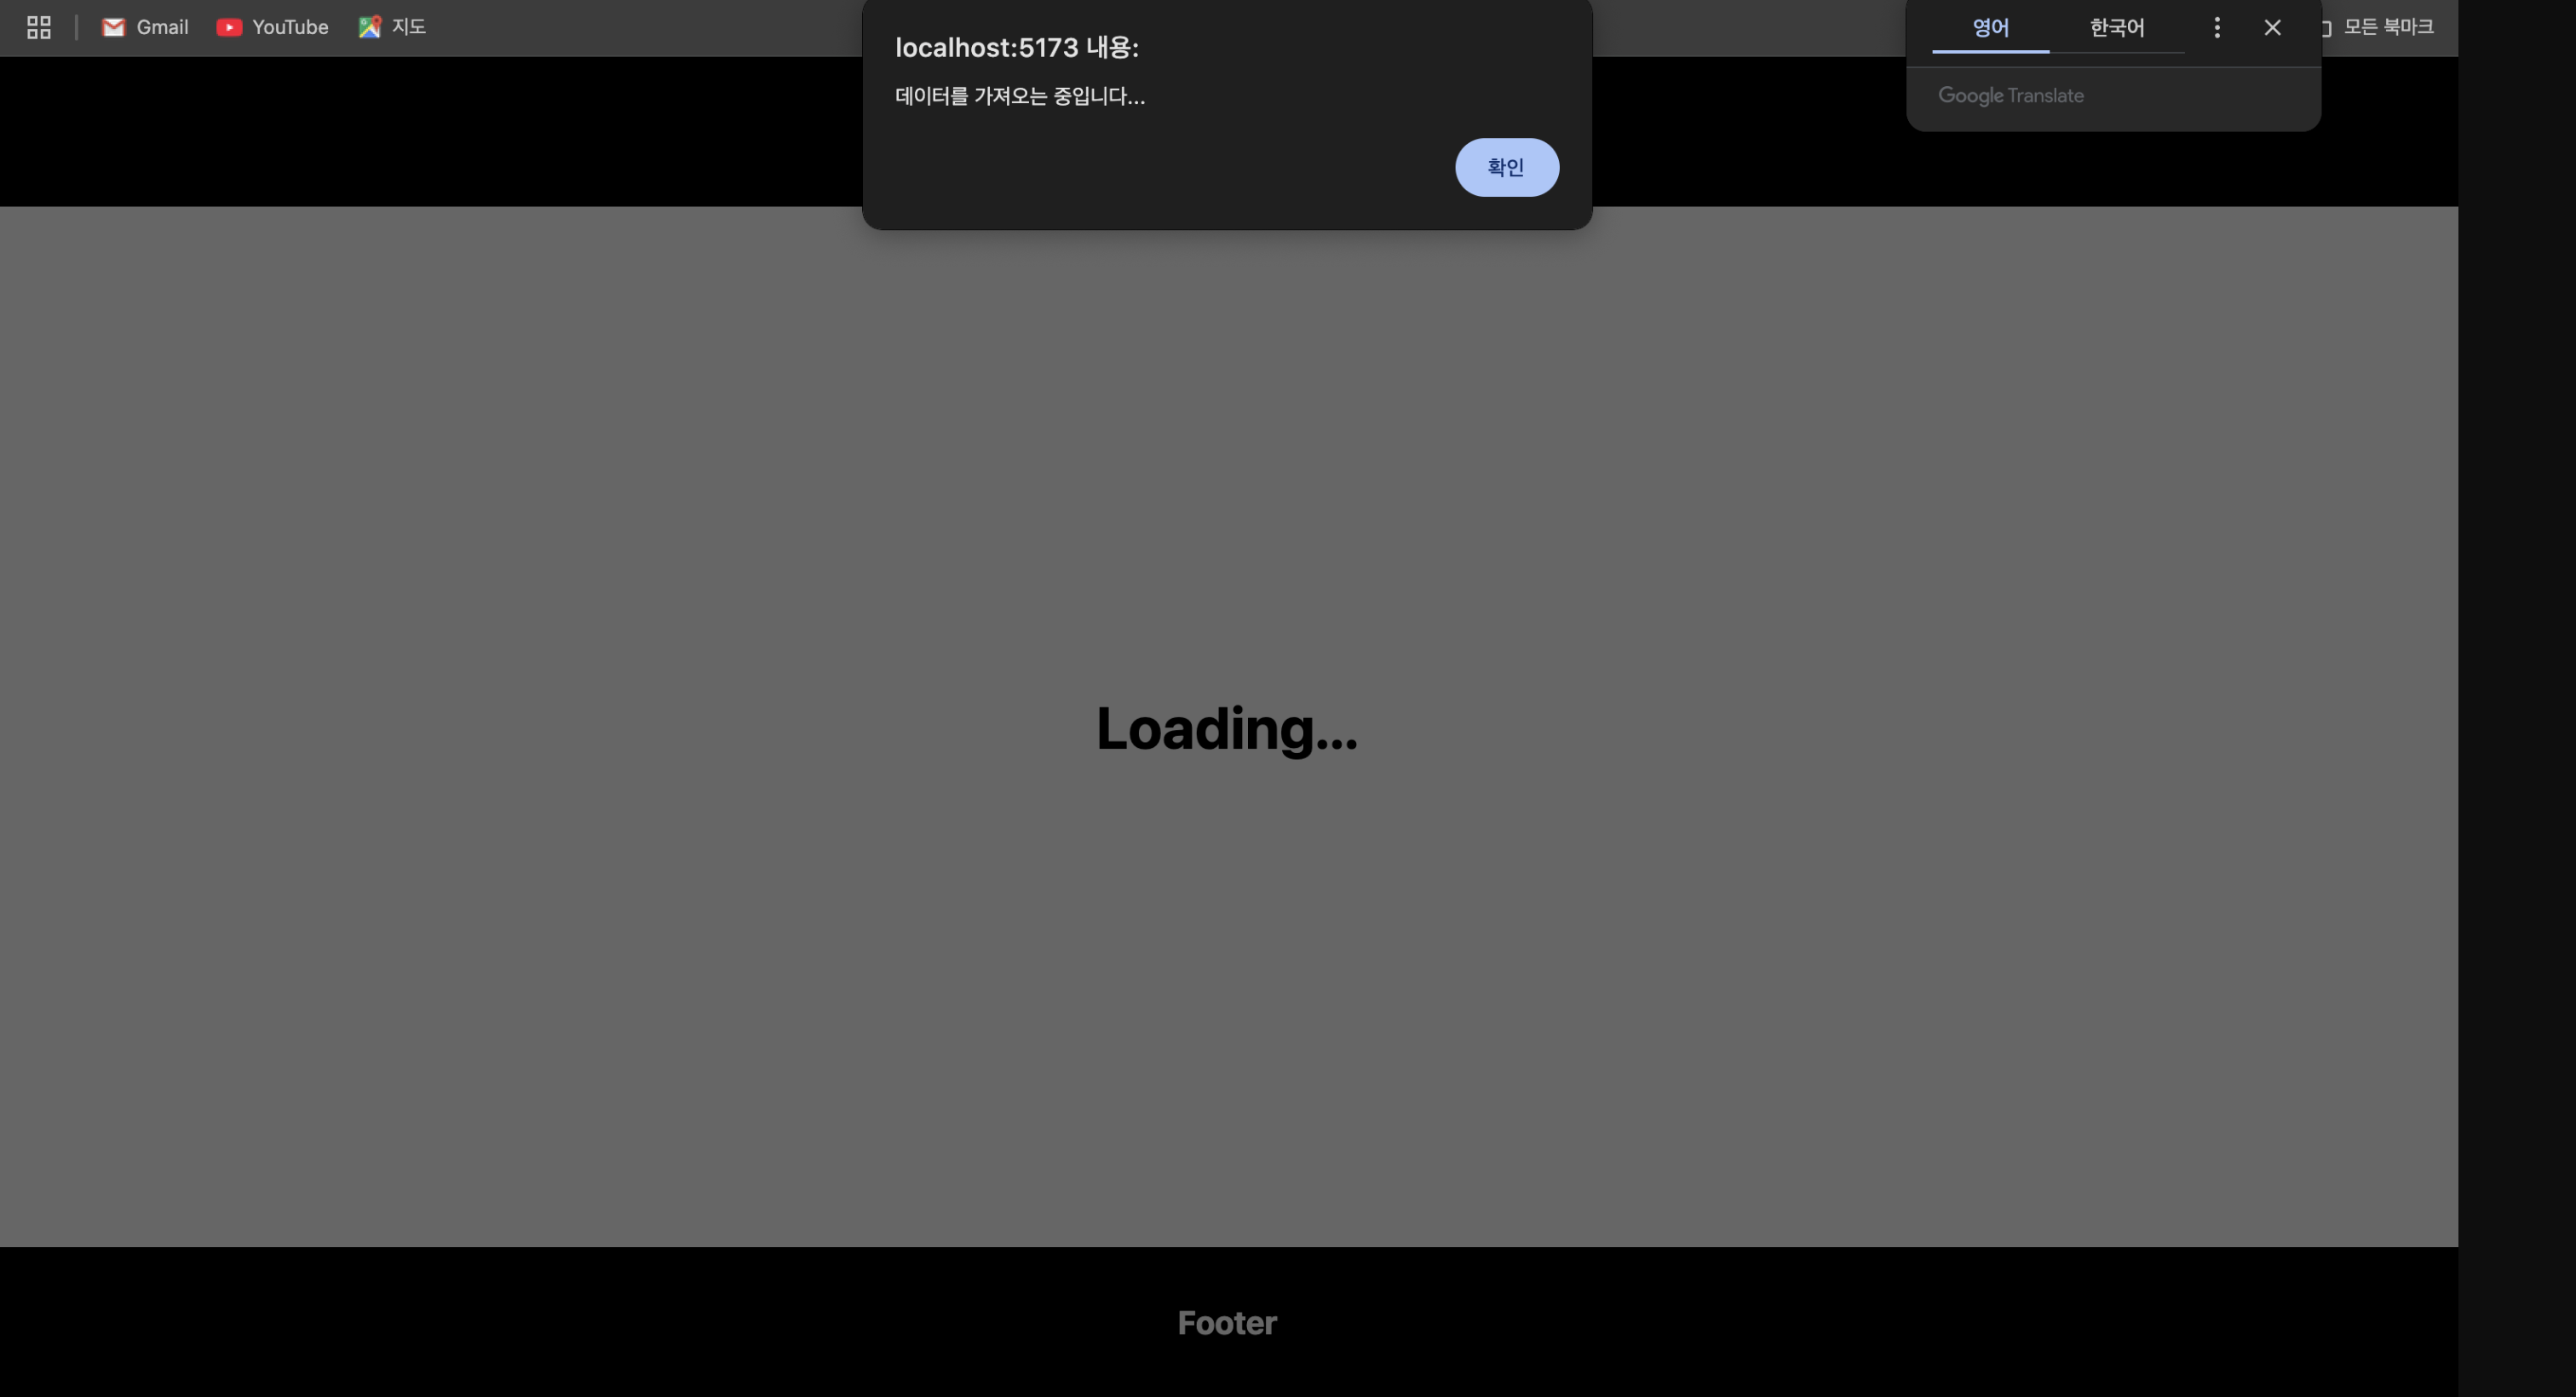 Gmail
YouTube
지도
localhost:5173 내용:
데이터를 가져오는 중입니다...
확인
영어
한국어
모든 북마크
Google Translate
Loading...
Footer